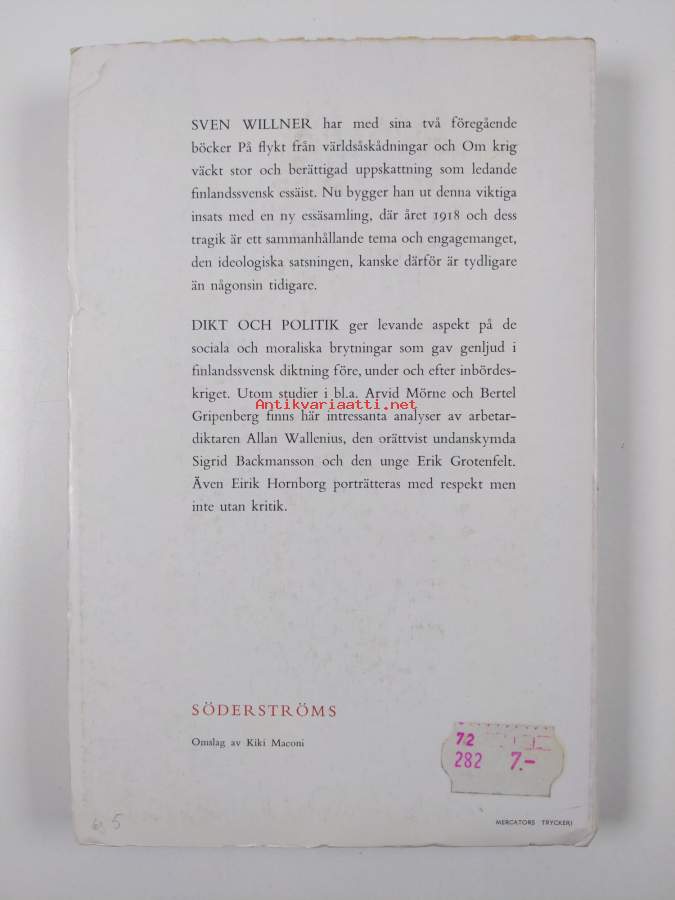 SVEN WILLNER har med sina två föregående
böcker På flykt från världsåskådningar och Om krig
väckt stor och berättigad uppskattning som ledande
finlandssvensk essäist. Nu bygger han ut denna viktiga
insats med en ny essäsamling, där året 1918 och dess
tragik är ett sammanhållande tema och engagemanget,
den ideologiska satsningen, kanske därför är tydligare
än någonsin tidigare.
DIKT OCH POLITIK ger levande aspekt på de
sociala och moraliska brytningar som gav genljud i
finlandssvensk diktning före, under och efter inbördes-
kriget. Utom studier i bl.a. Arvid Mörne och Bertel
Antikvariaatti.net
Gripenberg finns här intressanta analyser av arbetar-
diktaren Allan Wallenius, den orättvist undanskymda
Sigrid Backmansson och den unge Erik Grotenfelt.
Även Eirik Hornborg porträtteras med respekt men
inte utan kritik.
SÖDERSTRÖMS
Omslag av Kiki Maconi
72
282 7.-
6.5
MERCATORS TRYCKERI